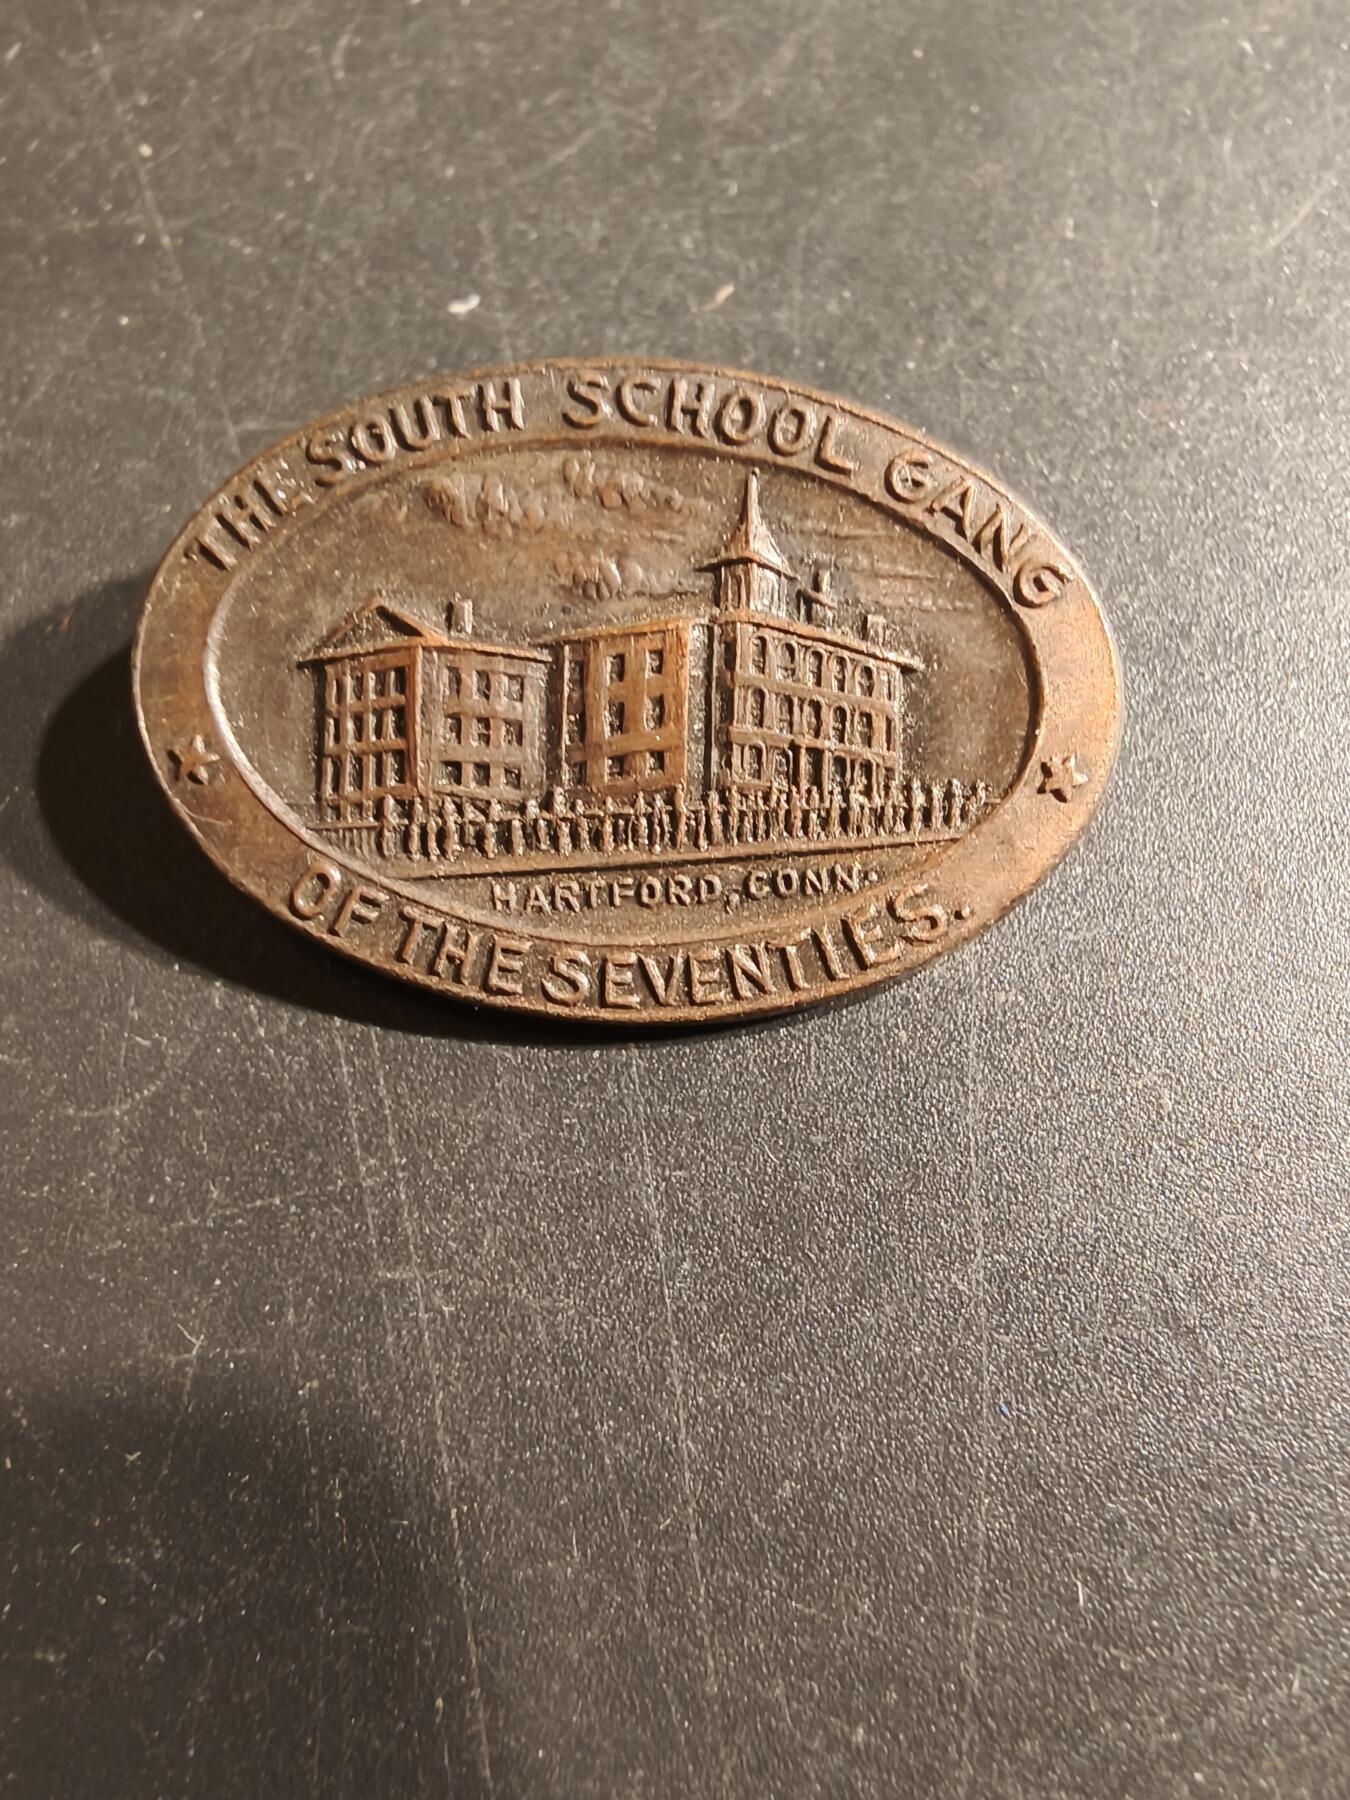 THE SOUTH SCHOOL GANG
HARTFORD, CONN.
OF THE SEVENTIES.